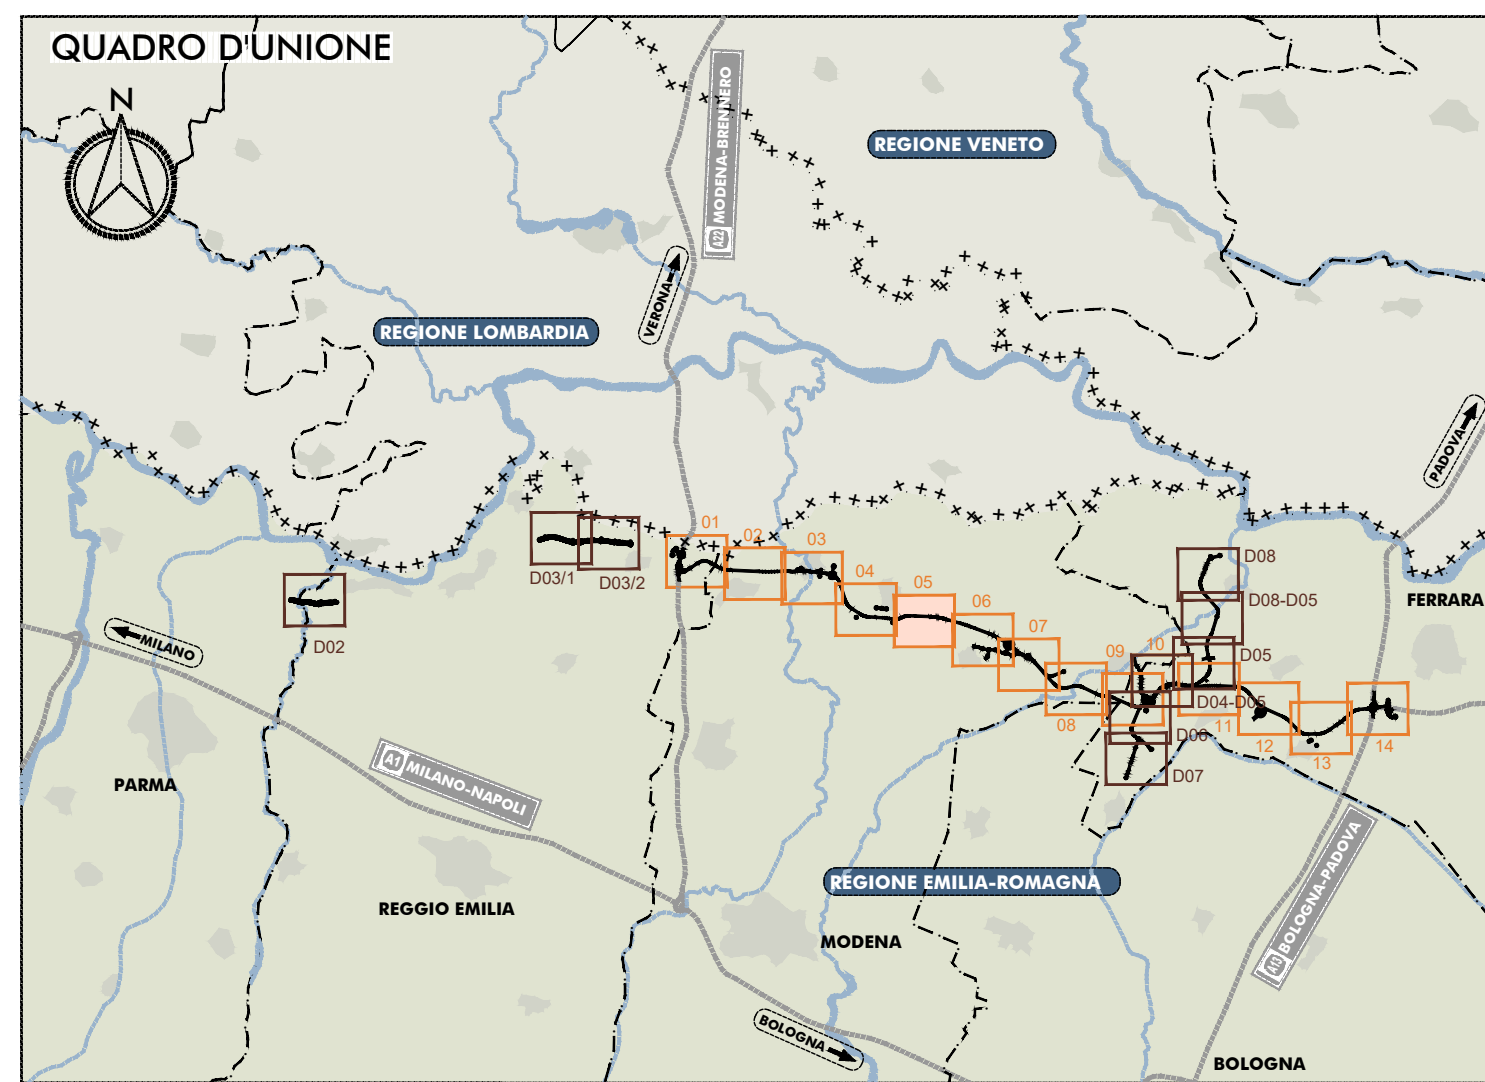 QUADRO D'UNIONE
N
A22 MODENA-BRENNERO
REGIONE VENETO
VERONA
REGIONE LOMBARDIA
PADOVA
01
02
03
04
05
06
07
08
09
10
11
12
13
14
D03/1
D03/2
D02
D08
D08-D05
D05
D04-D05
D06
D07
FERRARA
MILANO
PARMA
A1 MILANO-NAPOLI
REGIONE EMILIA-ROMAGNA
REGGIO EMILIA
MODENA
A13 BOLOGNA-PADOVA
BOLOGNA
BOLOGNA